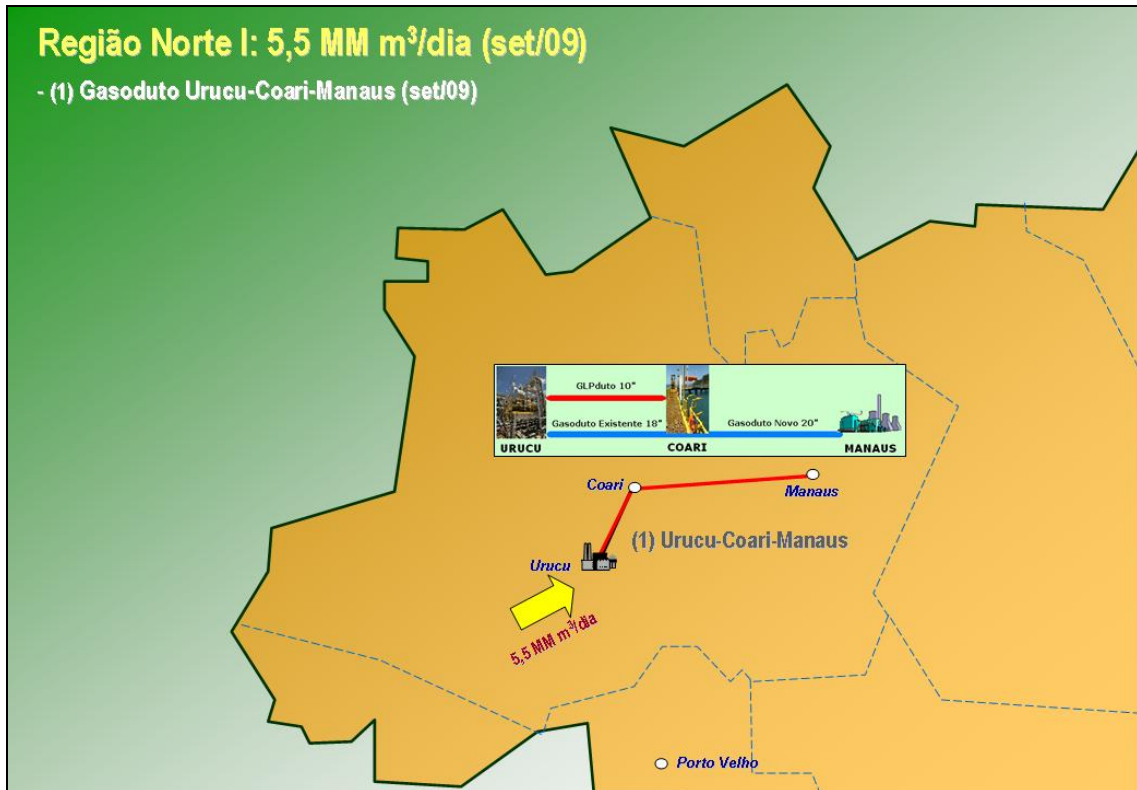 Região Norte I: 5,5 MM m³/dia (set/09)
- (1) Gasoduto Urucu-Coari-Manaus (set/09)
GLPduto 10"
Gasoduto Existente 18" Gasoduto Novo 20"
URUCU COARI MANAUS
Coari
Manaus
(1) Urucu-Coari-Manaus
Urucu
5,5 MM m³/dia
Porto Velho